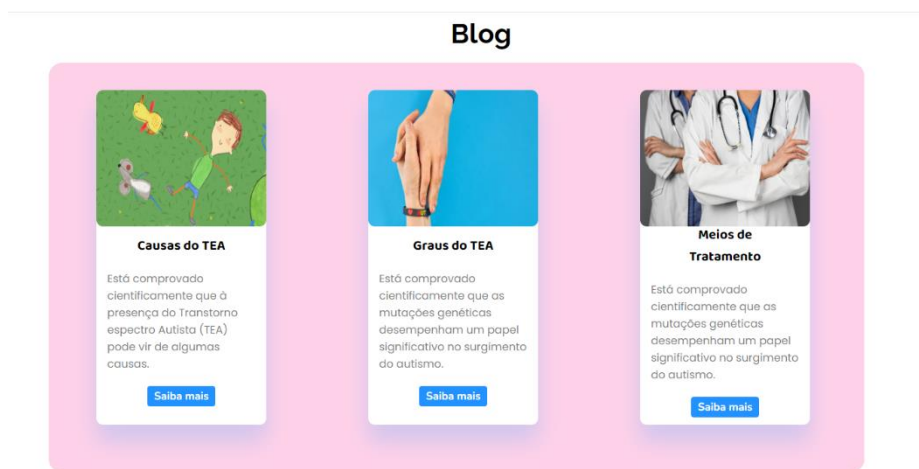 Blog
Causas do TEA
Está comprovado
cientificamente que à
presença do Transtorno
espectro Autista (TEA)
pode vir de algumas
causas.
Saiba mais
Graus do TEA
Está comprovado
cientificamente que as
mutações genéticas
desempenham um papel
significativo no surgimento
do autismo.
Saiba mais
Meios de
Tratamento
Está comprovado
cientificamente que as
mutações genéticas
desempenham um papel
significativo no surgimento
do autismo.
Saiba mais